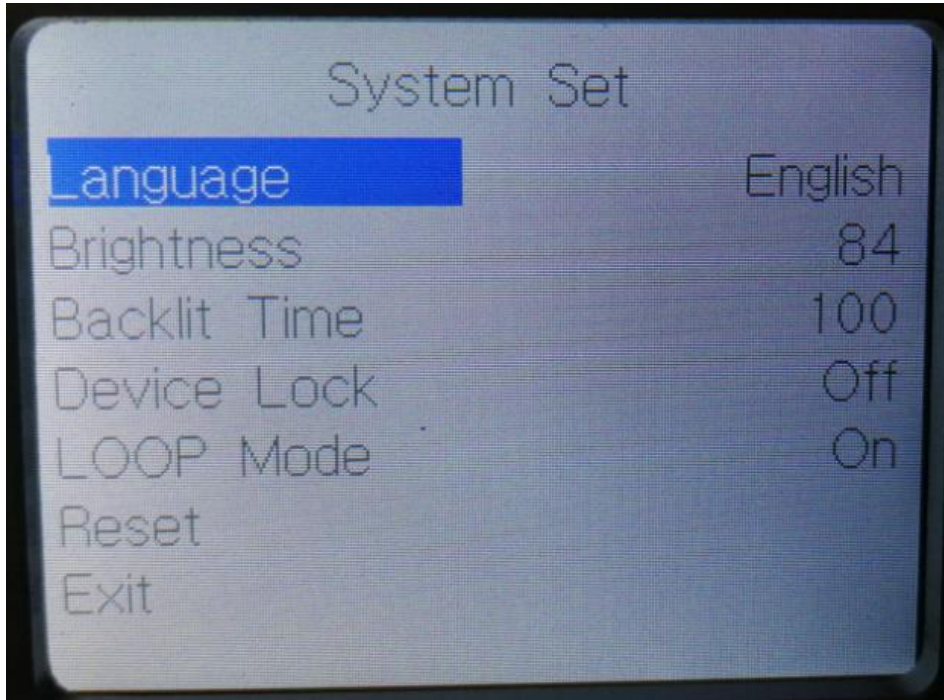 System Set
Language English
Brightness 84
Backlit Time 100
Device Lock Off
LOOP Mode On
Reset
Exit